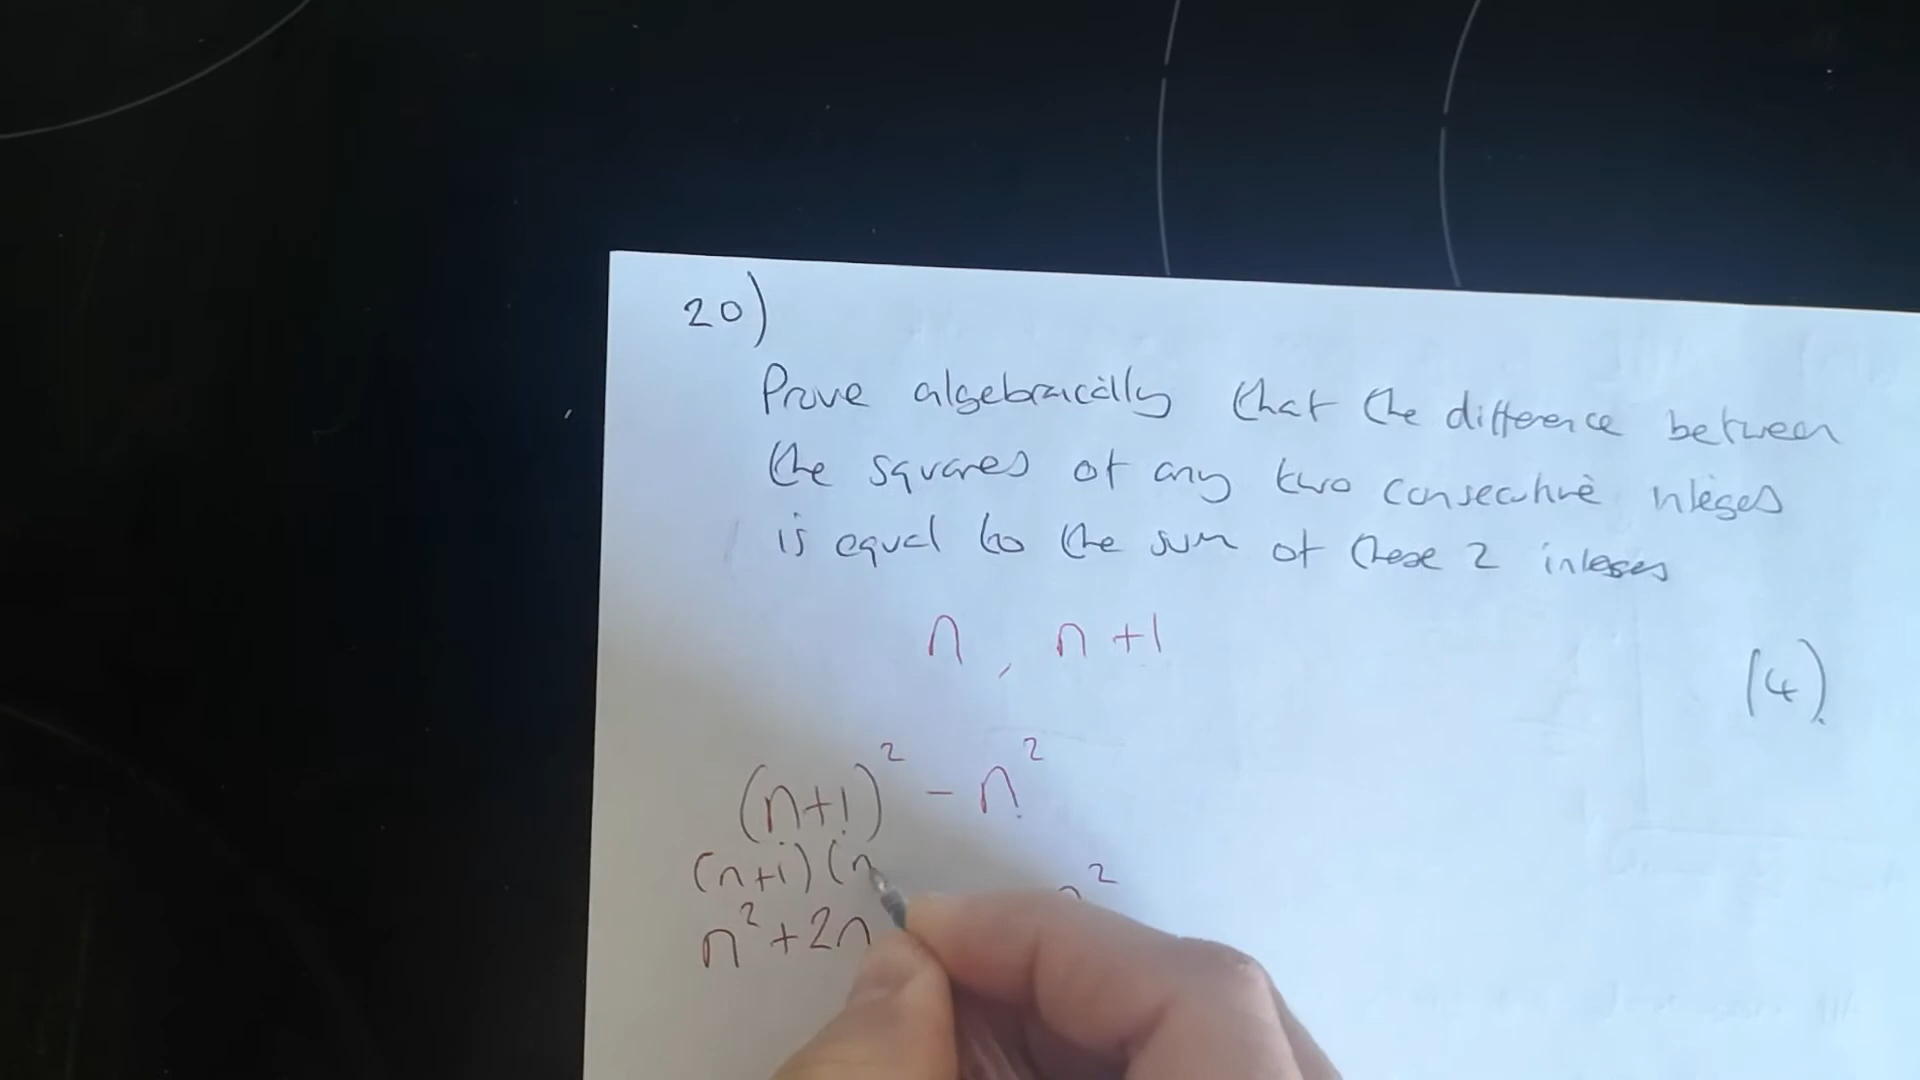 20)
Prove algebraically that the difference between
the squares of any two consecutive integers
is equal to the sum of these 2 integers
n , n +1
(4).
(n+1)² - n²
(n+1) (n
n² + 2n